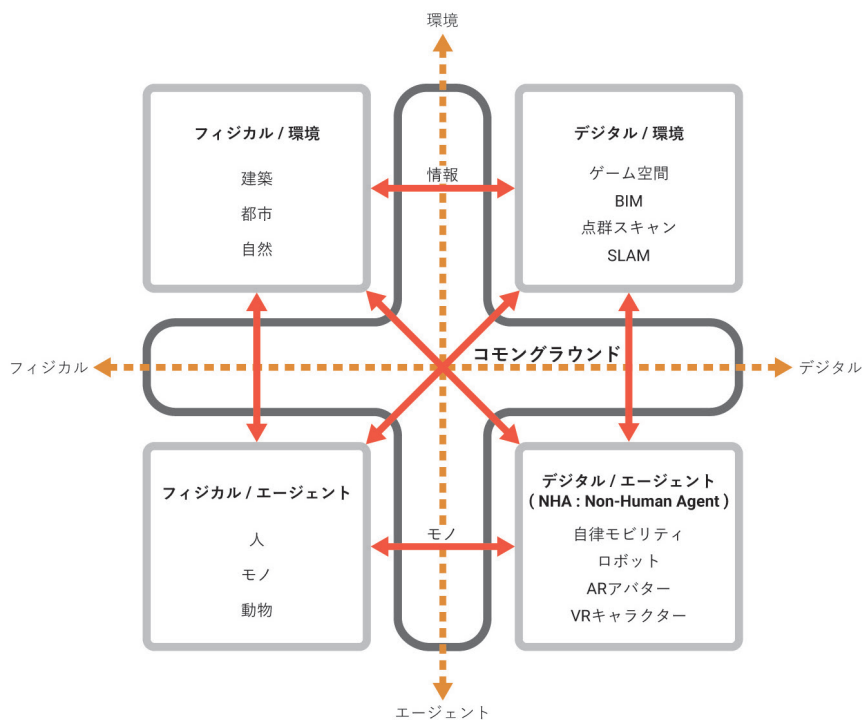 環境
フィジカル / 環境
建築
都市
自然
情報
デジタル / 環境
ゲーム空間
BIM
点群スキャン
SLAM
フィジカル
コモングラウンド
デジタル
フィジカル / エージェント
人
モノ
動物
モノ
デジタル / エージェント
( NHA : Non-Human Agent )
自律モビリティ
ロボット
ARアバター
VRキャラクター
エージェント